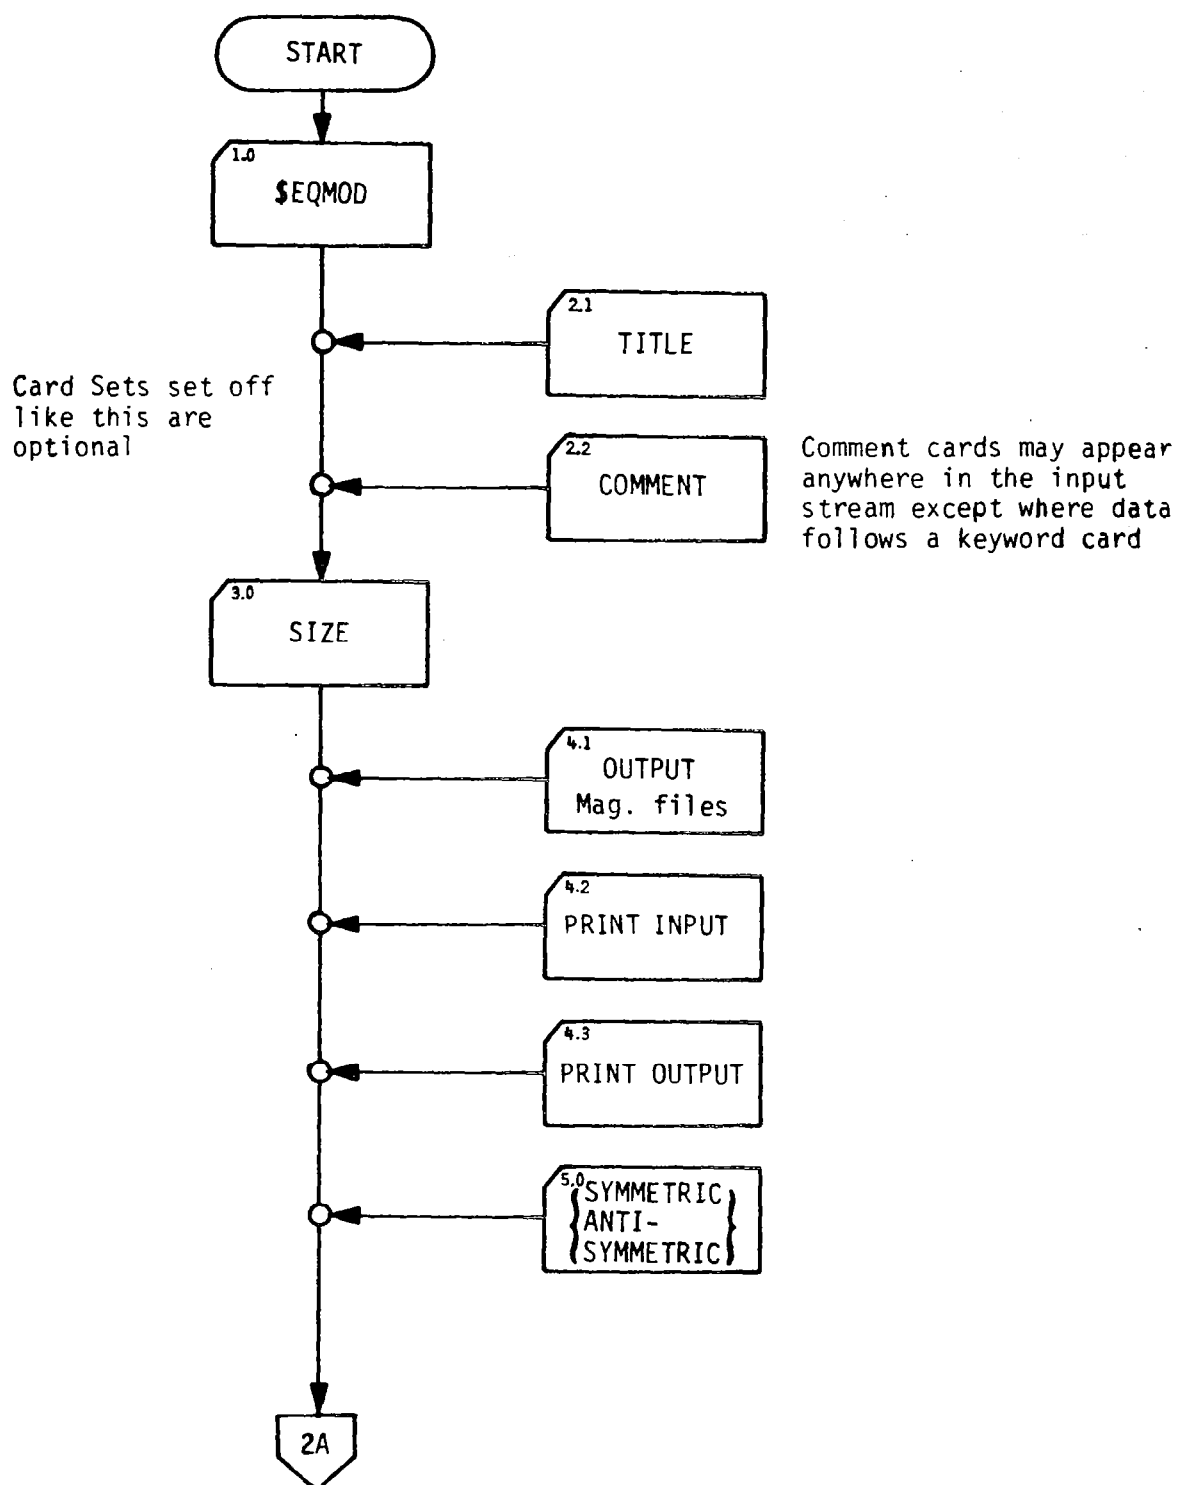 START
1.0
$EQMOD
2.1
TITLE
Card Sets set off
like this are
optional
2.2
COMMENT
Comment cards may appear
anywhere in the input
stream except where data
follows a keyword card
3.0
SIZE
4.1
OUTPUT
Mag. files
4.2
PRINT INPUT
4.3
PRINT OUTPUT
5.0
SYMMETRIC
ANTI-
SYMMETRIC
2A